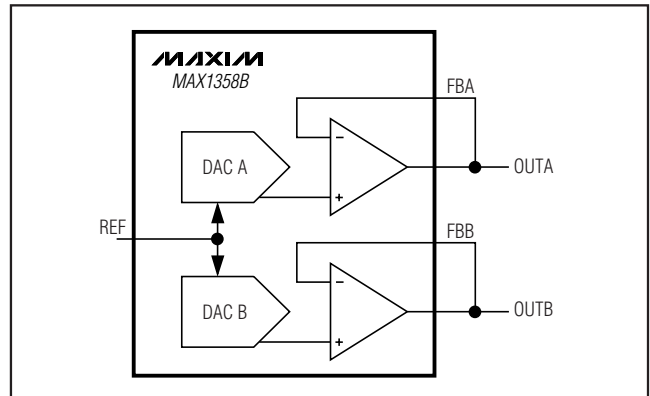 MAXIM
MAX1358B
FBA
DAC A
-
+
OUTA
REF
FBB
DAC B
-
+
OUTB